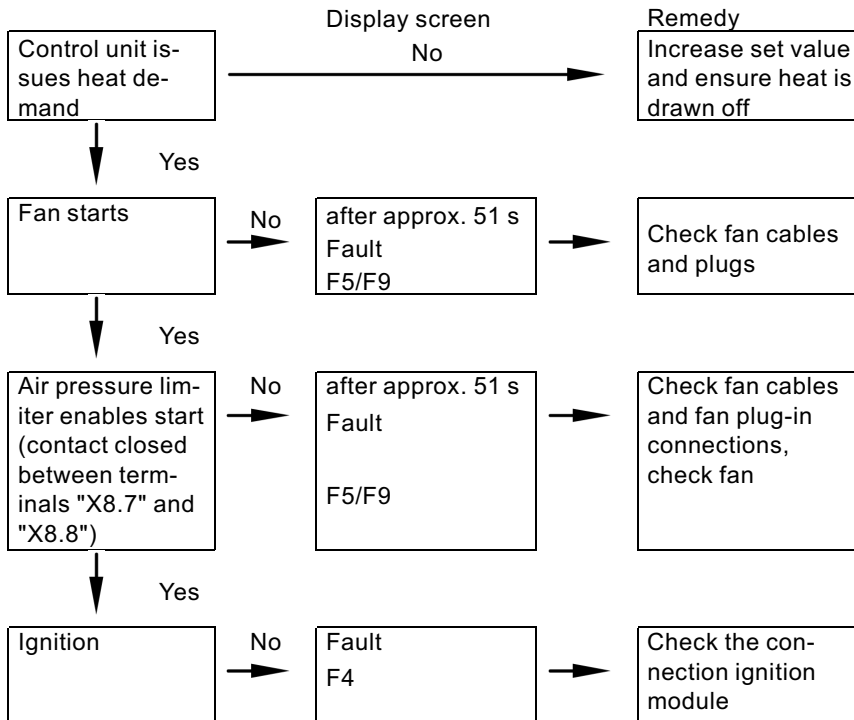 Display screen
Remedy
Control unit is-
sues heat de-
mand
No
Increase set value
and ensure heat is
drawn off
Yes
Fan starts
No
after approx. 51 s
Fault
F5/F9
Check fan cables
and plugs
Yes
Air pressure lim-
iter enables start
(contact closed
between term-
inals "X8.7" and
"X8.8")
No
after approx. 51 s
Fault
F5/F9
Check fan cables
and fan plug-in
connections,
check fan
Yes
Ignition
No
Fault
F4
Check the con-
nection ignition
module